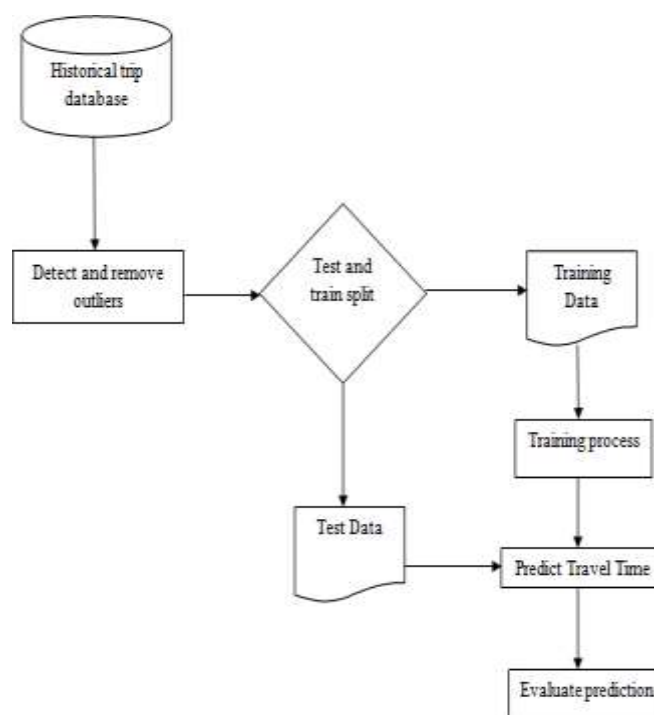 Historical trip
database
Detect and remove
outliers
Test and
train split
Training
Data
Training process
Test Data
Predict Travel Time
Evaluate prediction